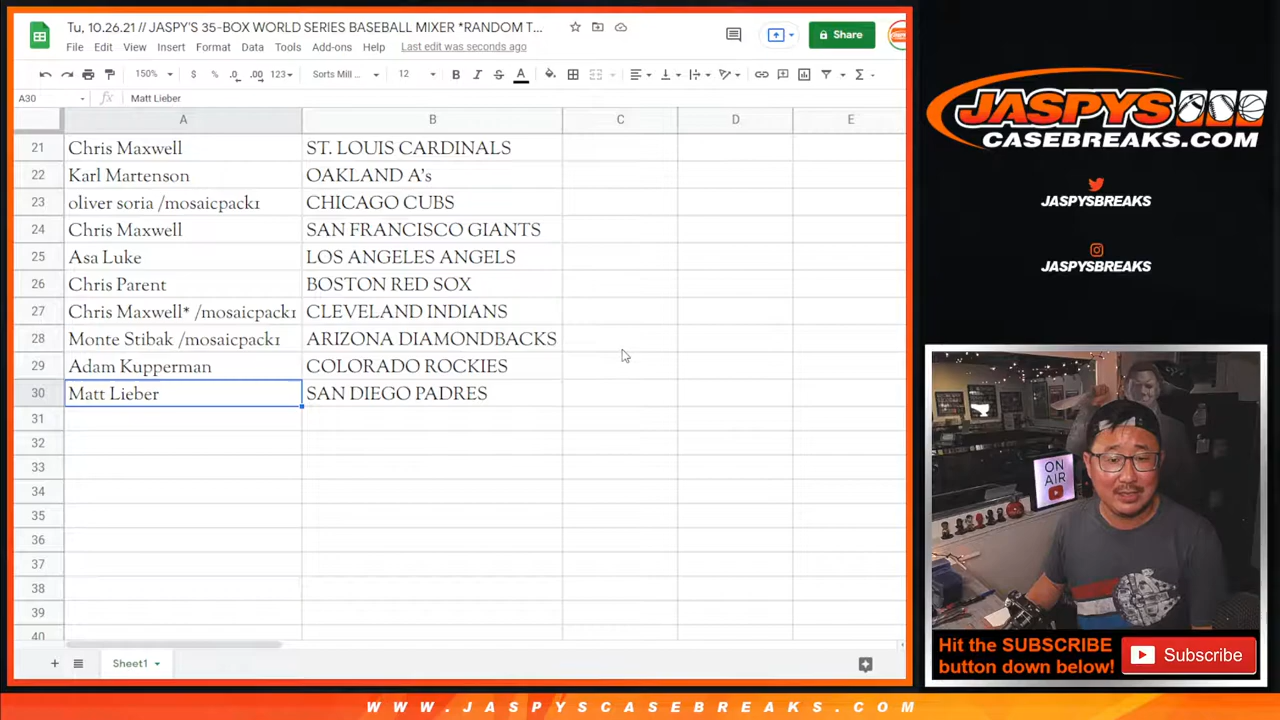 Tu, 10.26.21 // JASPY'S 35-BOX WORLD SERIES BASEBALL MIXER *RANDOM T...
File Edit View Insert Format Data Tools Add-ons Help Last edit was seconds ago
Share
150% $ % .0 .00 123 Sorts Mill ... 12 B I S A
A30 fx Matt Lieber
A B C D E
21 Chris Maxwell ST. LOUIS CARDINALS
22 Karl Martenson OAKLAND A's
23 oliver soria /mosaicpack1 CHICAGO CUBS
24 Chris Maxwell SAN FRANCISCO GIANTS
25 Asa Luke LOS ANGELES ANGELS
26 Chris Parent BOSTON RED SOX
27 Chris Maxwell* /mosaicpack1 CLEVELAND INDIANS
28 Monte Stibak /mosaicpack1 ARIZONA DIAMONDBACKS
29 Adam Kupperman COLORADO ROCKIES
30 Matt Lieber SAN DIEGO PADRES
31
32
33
34
35
36
37
38
39
40
Sheet1
JASPYS
CASEBREAKS.COM
JASPYSBREAKS
JASPYSBREAKS
ON
AIR
Hit the SUBSCRIBE
button down below!
Subscribe
WWW.JASPYSCASEBREAKS.COM